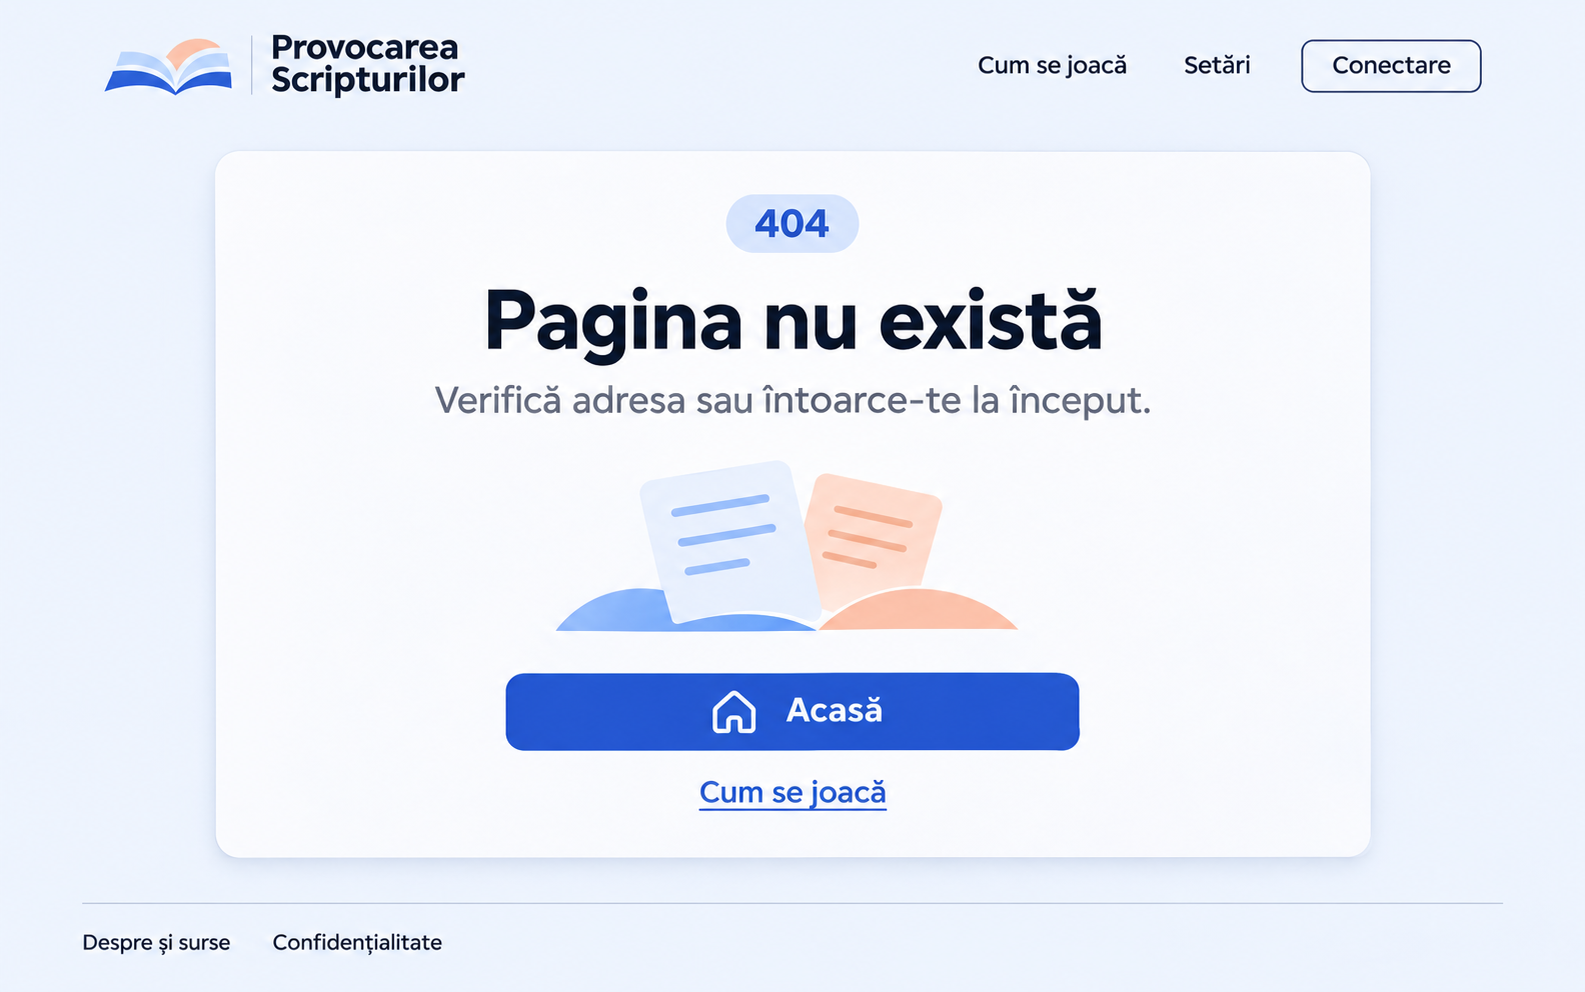 Provocarea
Scripturilor
Cum se joacă
Setări
Conectare
404
Pagina nu există
Verifică adresa sau întoarce-te la început.
Acasă
Cum se joacă
Despre și surse
Confidențialitate